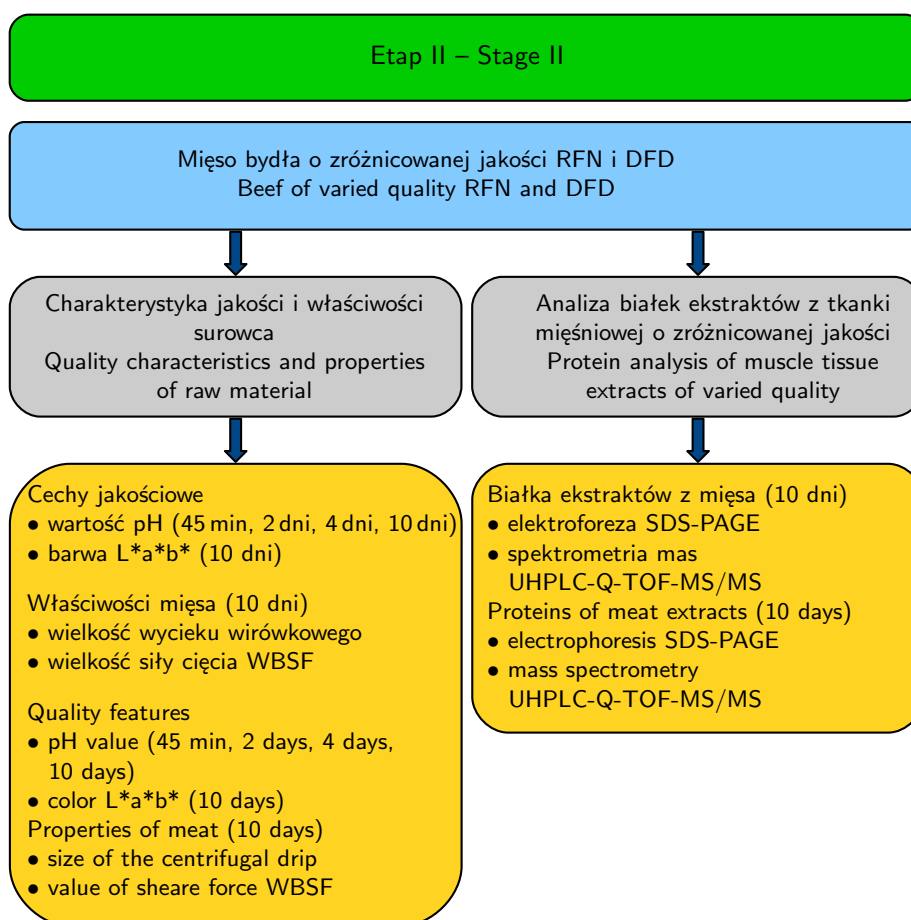 Etap II – Stage II
Mięso bydła o zróżnicowanej jakości RFN i DFD
Beef of varied quality RFN and DFD
Charakterystyka jakości i właściwości
surowca
Quality characteristics and properties
of raw material
Analiza białek ekstraktów z tkanki
mięśniowej o zróżnicowanej jakości
Protein analysis of muscle tissue
extracts of varied quality
Cechy jakościowe
• wartość pH (45 min, 2 dni, 4 dni, 10 dni)
• barwa L*a*b* (10 dni)
Właściwości mięsa (10 dni)
• wielkość wycieku wirówkowego
• wielkość siły cięcia WBSF
Quality features
• pH value (45 min, 2 days, 4 days,
10 days)
• color L*a*b* (10 days)
Properties of meat (10 days)
• size of the centrifugal drip
• value of sheare force WBSF
Białka ekstraktów z mięsa (10 dni)
• elektroforeza SDS-PAGE
• spektrometria mas
UHPLC-Q-TOF-MS/MS
Proteins of meat extracts (10 days)
• electrophoresis SDS-PAGE
• mass spectrometry
UHPLC-Q-TOF-MS/MS